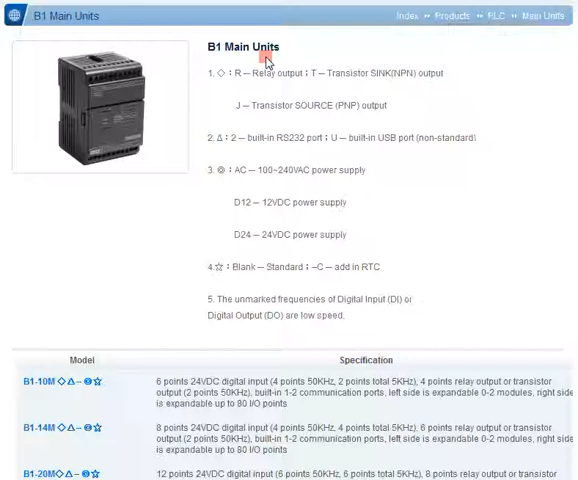 B1 Main Units
Index ↔ Products ↔ PLC ↔ Main Units
B1 Main Units
1. ◇ : R — Relay output ; T — Transistor SINK(NPN) output
J — Transistor SOURCE (PNP) output
2. Δ : 2 — built-in RS232 port ; U — built-in USB port (non-standard)
3. ◎ : AC — 100~240VAC power supply
D12 — 12VDC power supply
D24 — 24VDC power supply
4.☆ : Blank — Standard ; –C — add in RTC
5. The unmarked frequencies of Digital Input (DI) or
Digital Output (DO) are low speed.
Model Specification
B1-10M◇Δ–◎☆ 6 points 24VDC digital input (4 points 50KHz, 2 points total 5KHz), 4 points relay output or transistor
output (2 points 50KHz), built-in 1-2 communication ports, left side is expandable 0-2 modules, right side
is expandable up to 80 I/O points
B1-14M◇Δ–◎☆ 8 points 24VDC digital input (4 points 50KHz, 4 points total 5KHz), 6 points relay output or transistor
output (2 points 50KHz), built-in 1-2 communication ports, left side is expandable 0-2 modules, right side
is expandable up to 80 I/O points
B1-20M◇Δ–◎☆ 12 points 24VDC digital input (6 points 50KHz, 6 points total 5KHz), 8 points relay output or transistor